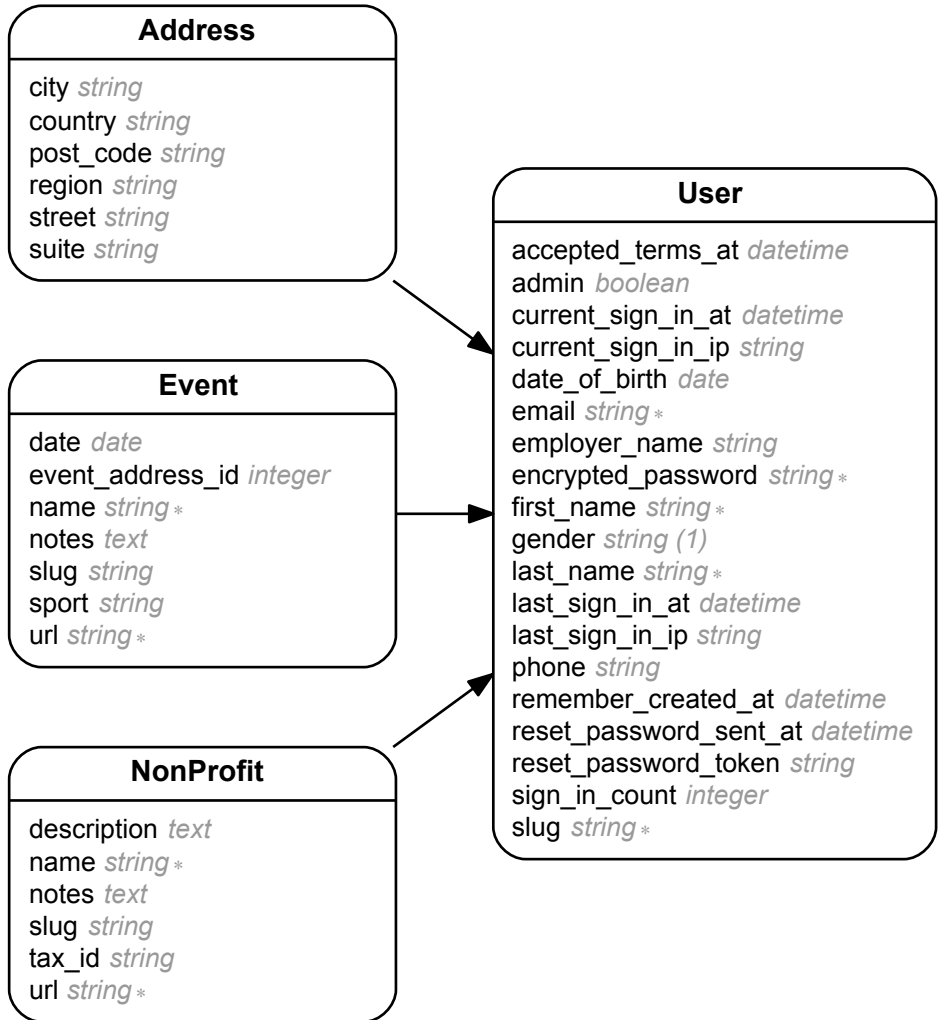 Address
city string
country string
post_code string
region string
street string
suite string
Event
date date
event_address_id integer
name string *
notes text
slug string
sport string
url string *
NonProfit
description text
name string *
notes text
slug string
tax_id string
url string *
User
accepted_terms_at datetime
admin boolean
current_sign_in_at datetime
current_sign_in_ip string
date_of_birth date
email string *
employer_name string
encrypted_password string *
first_name string *
gender string (1)
last_name string *
last_sign_in_at datetime
last_sign_in_ip string
phone string
remember_created_at datetime
reset_password_sent_at datetime
reset_password_token string
sign_in_count integer
slug string *